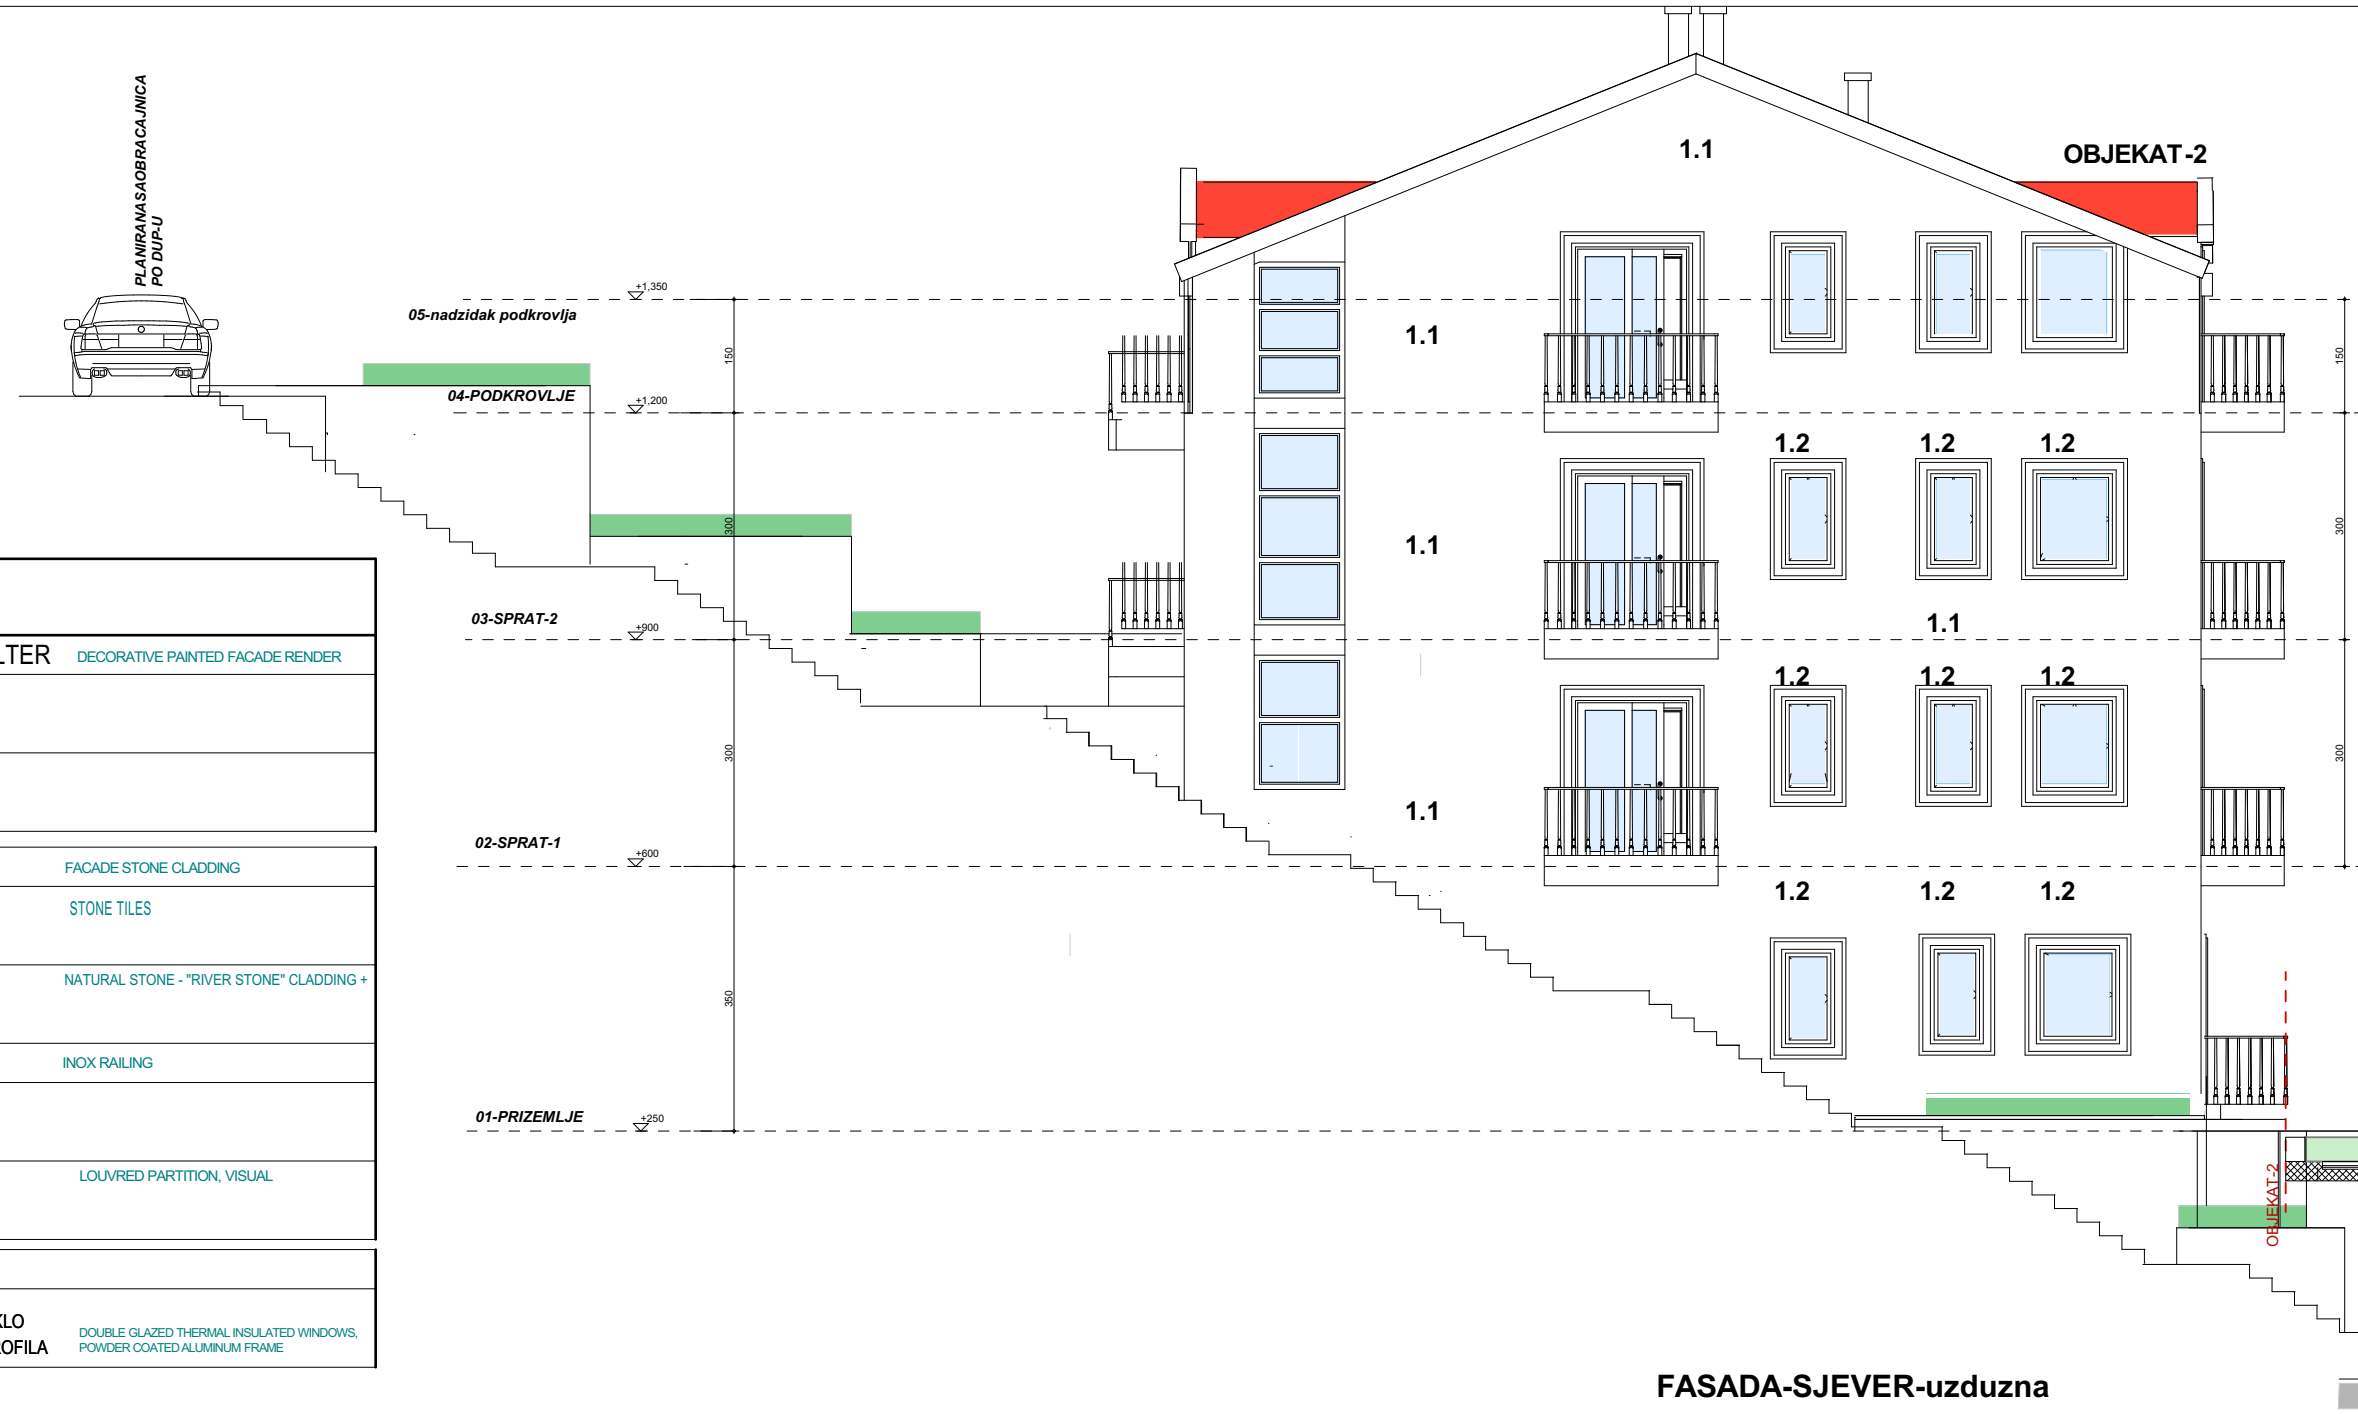 PLANIRANASAOBRACAJNICA
PO DUP-U
OBJEKAT-2
1.1
+1,350
05-nadzidak podkrovlja
1.1
150
150
04-PODKROVLJE
+1,200
1.2
1.2
1.2
300
300
1.1
03-SPRAT-2
+900
1.1
LTER
DECORATIVE PAINTED FACADE RENDER
1.2
1.2
1.2
300
300
1.1
02-SPRAT-1
+600
FACADE STONE CLADDING
1.2
1.2
1.2
STONE TILES
NATURAL STONE - "RIVER STONE" CLADDING +
350
INOX RAILING
01-PRIZEMLJE
+250
LOUVRED PARTITION, VISUAL
OBJEKAT-2
KLO
ROFILA
DOUBLE GLAZED THERMAL INSULATED WINDOWS,
POWDER COATED ALUMINUM FRAME
FASADA-SJEVER-uzduzna